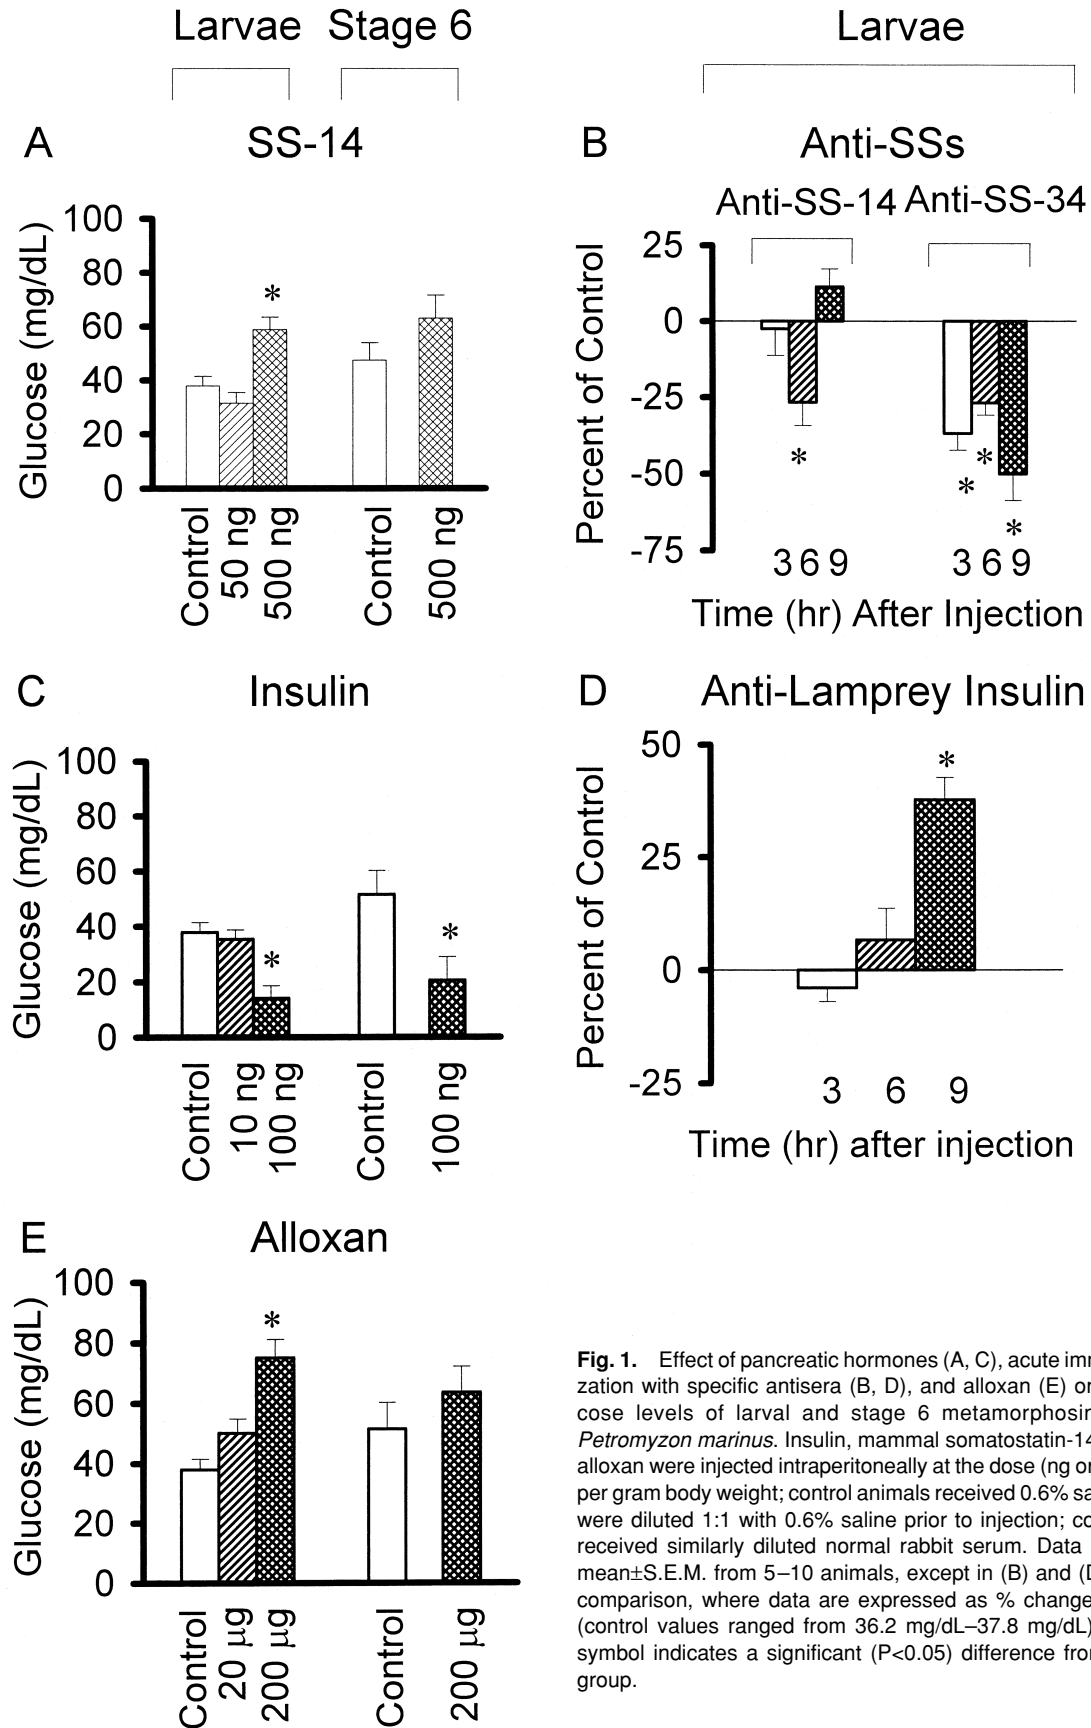 Larvae Stage 6
Larvae
A
SS-14
Glucose (mg/dL)
100
80
60
40
20
0
*
Control
50 ng
500 ng
Control
500 ng
B
Anti-SSs
Anti-SS-14 Anti-SS-34
Percent of Control
25
0
-25
-50
-75
*
*
*
*
3 6 9
3 6 9
Time (hr) After Injection
C
Insulin
Glucose (mg/dL)
100
80
60
40
20
0
*
*
Control
10 ng
100 ng
Control
100 ng
D
Anti-Lamprey Insulin
Percent of Control
50
25
0
-25
*
3 6 9
Time (hr) after injection
E
Alloxan
Glucose (mg/dL)
100
80
60
40
20
0
*
Control
20 µg
200 µg
Control
200 µg
Fig. 1. Effect of pancreatic hormones (A, C), acute imm
zation with specific antisera (B, D), and alloxan (E) on
cose levels of larval and stage 6 metamorphosin
Petromyzon marinus. Insulin, mammal somatostatin-14
alloxan were injected intraperitoneally at the dose (ng or
per gram body weight; control animals received 0.6% sa
were diluted 1:1 with 0.6% saline prior to injection; co
received similarly diluted normal rabbit serum. Data
mean±S.E.M. from 5–10 animals, except in (B) and (D
comparison, where data are expressed as % change
(control values ranged from 36.2 mg/dL–37.8 mg/dL)
symbol indicates a significant (P<0.05) difference fro
group.